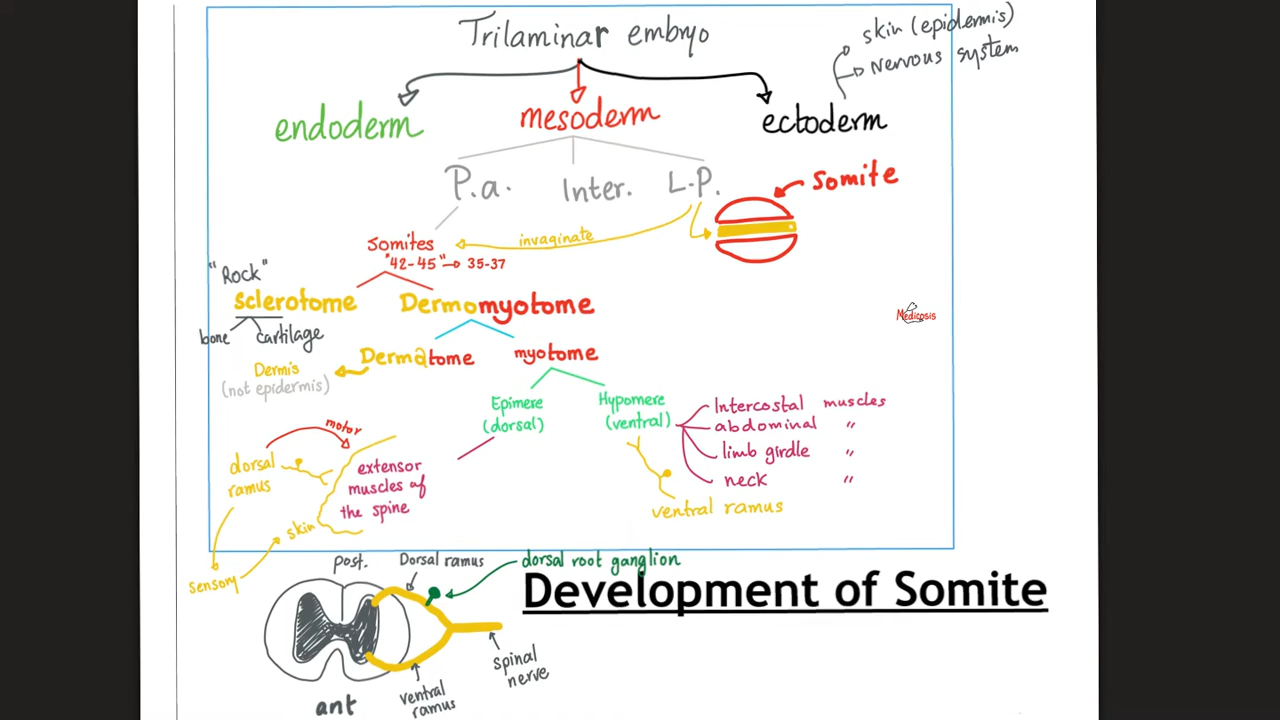 Trilaminar embryo
skin (epidermis)
Nervous system
endoderm
mesoderm
ectoderm
P.a.
Inter.
L.P.
Somite
invaginate
Somites
"42-45" → 35-37
"Rock"
Sclerotome
Dermomyotome
bone
cartilage
Dermatome
myotome
Dermis
(not epidermis)
Epimere
(dorsal)
Hypomere
(ventral)
Intercostal muscles
abdominal "
limb girdle "
neck "
Medicosis
motor
dorsal
ramus
extensor
muscles of
the spine
skin
ventral ramus
sensory
post.
Dorsal ramus
dorsal root ganglion
Development of Somite
spinal
nerve
ventral
ramus
ant